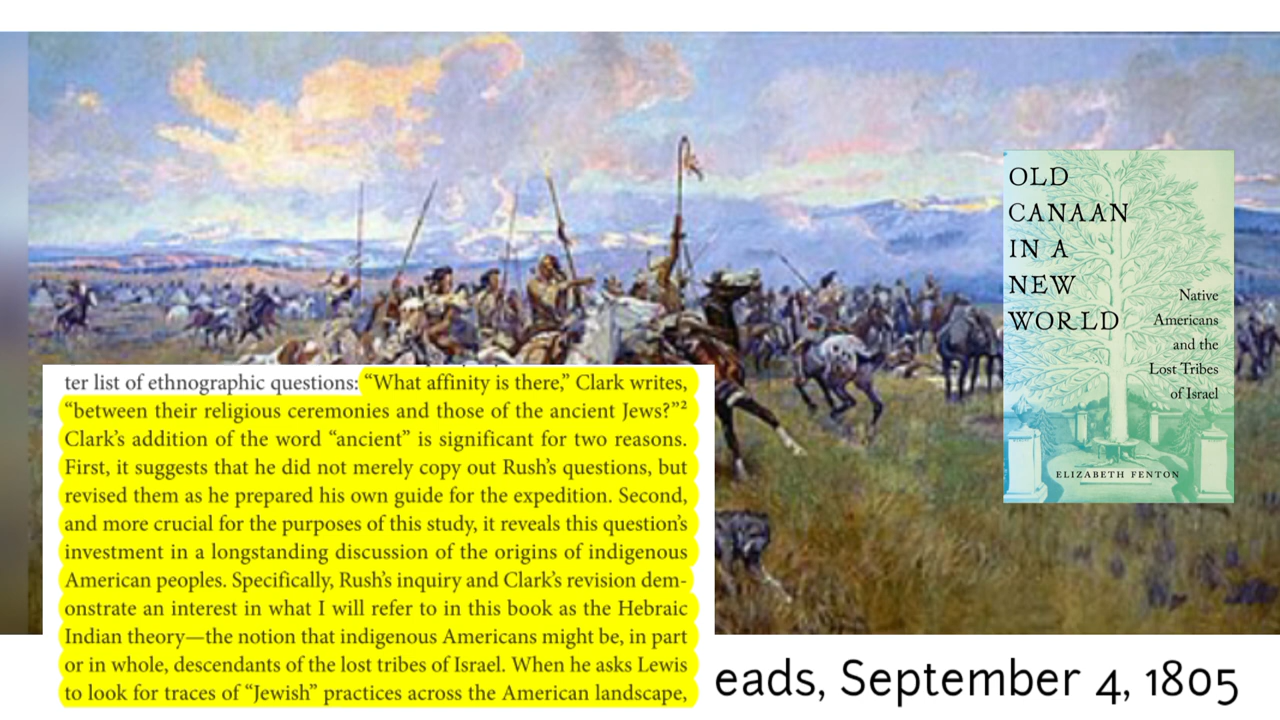 OLD
CANAAN
IN A
NEW
WORLD
Native
Americans
and the
Lost Tribes
of Israel
ELIZABETH FENTON
ter list of ethnographic questions: “What affinity is there,” Clark writes,
“between their religious ceremonies and those of the ancient Jews?”²
Clark’s addition of the word “ancient” is significant for two reasons.
First, it suggests that he did not merely copy out Rush’s questions, but
revised them as he prepared his own guide for the expedition. Second,
and more crucial for the purposes of this study, it reveals this question’s
investment in a longstanding discussion of the origins of indigenous
American peoples. Specifically, Rush’s inquiry and Clark’s revision dem-
onstrate an interest in what I will refer to in this book as the Hebraic
Indian theory—the notion that indigenous Americans might be, in part
or in whole, descendants of the lost tribes of Israel. When he asks Lewis
to look for traces of “Jewish” practices across the American landscape,
eads, September 4, 1805